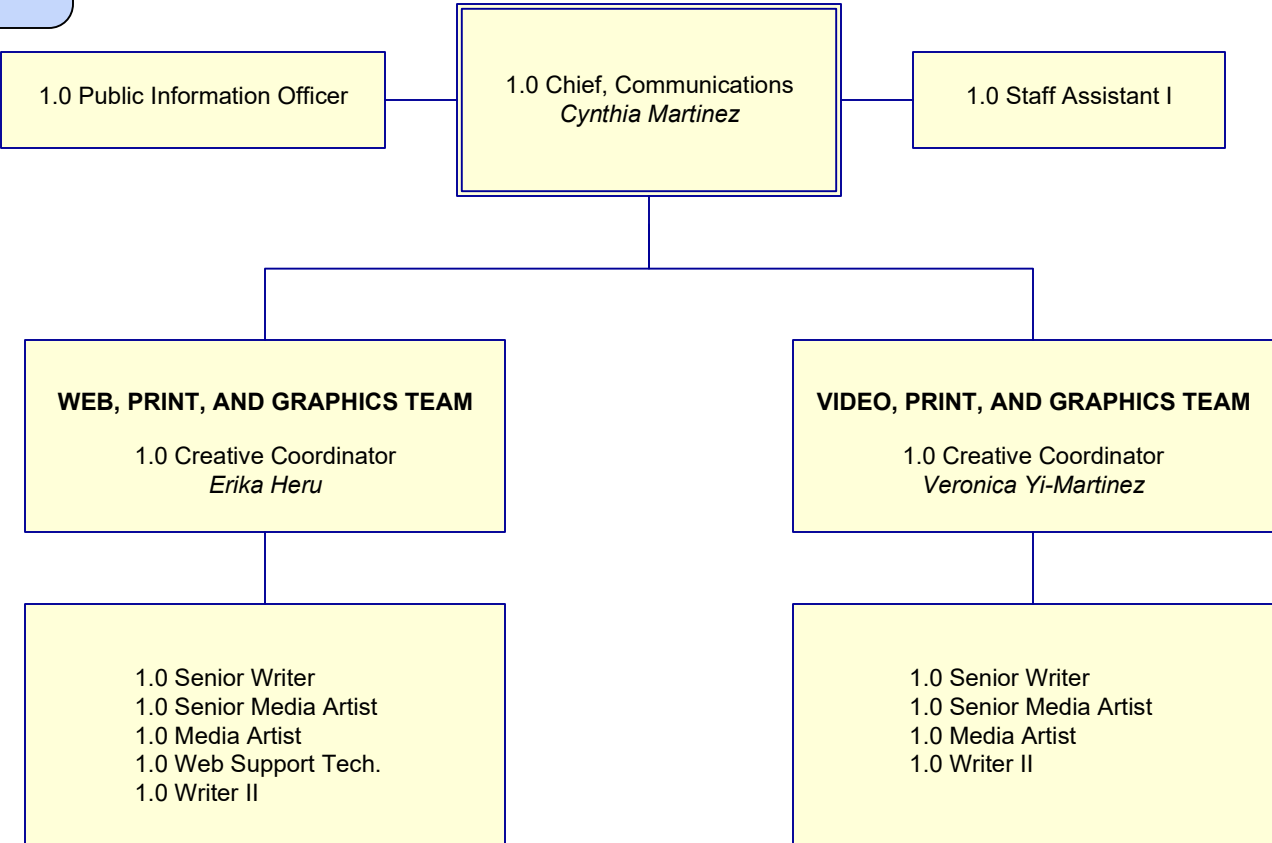 1.0 Public Information Officer
1.0 Chief, Communications
Cynthia Martinez
1.0 Staff Assistant I
WEB, PRINT, AND GRAPHICS TEAM
1.0 Creative Coordinator
Erika Heru
VIDEO, PRINT, AND GRAPHICS TEAM
1.0 Creative Coordinator
Veronica Yi-Martinez
1.0 Senior Writer
1.0 Senior Media Artist
1.0 Media Artist
1.0 Web Support Tech.
1.0 Writer II
1.0 Senior Writer
1.0 Senior Media Artist
1.0 Media Artist
1.0 Writer II